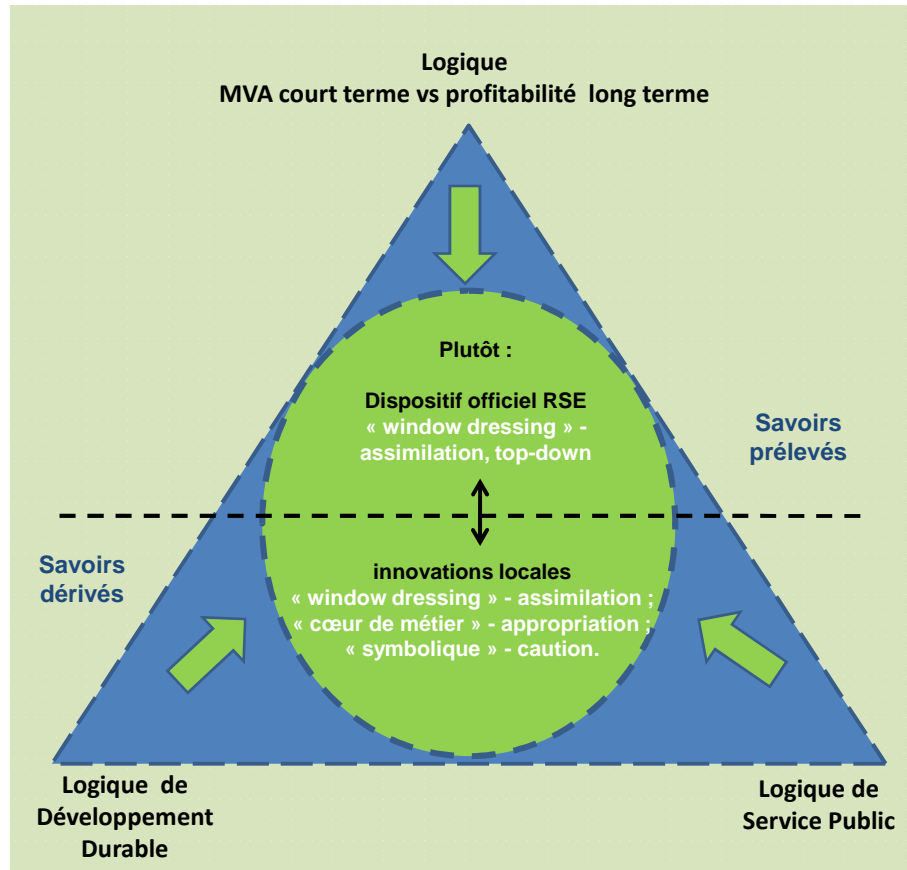 Logique
MVA court terme vs profitabilité long terme
Plutôt :
Dispositif officiel RSE
« window dressing » -
assimilation, top-down
Savoirs
prélevés
Savoirs
dérivés
innovations locales
« window dressing » - assimilation ;
« cœur de métier » - appropriation ;
« symbolique » - caution.
Logique de
Développement
Durable
Logique de
Service Public